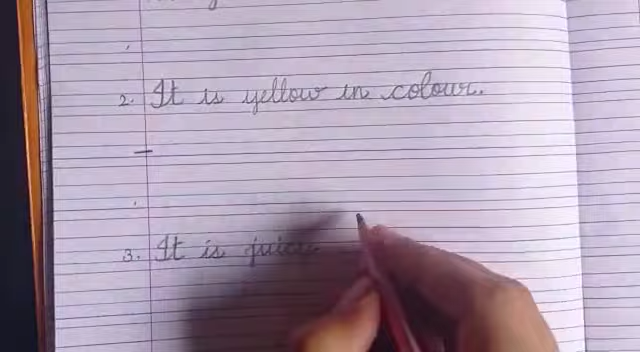 2. It is yellow in colour.
3. It is